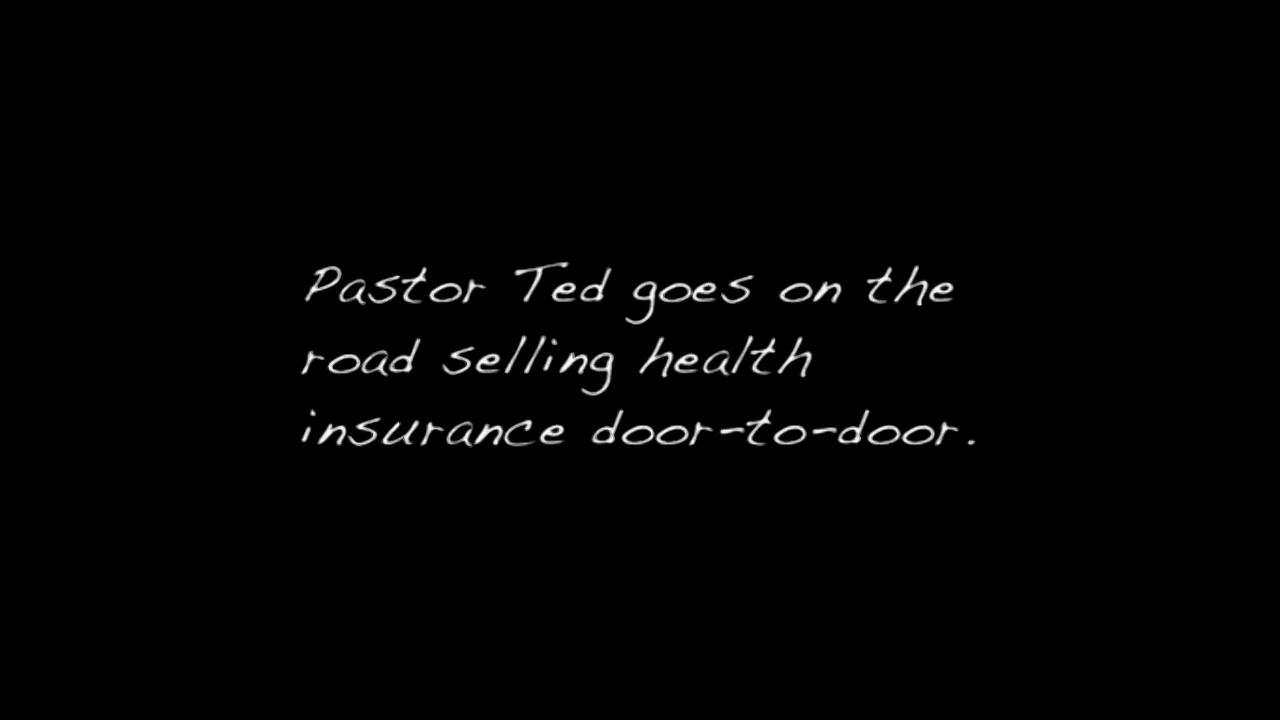 Pastor Ted goes on the
road selling health
insurance door-to-door.